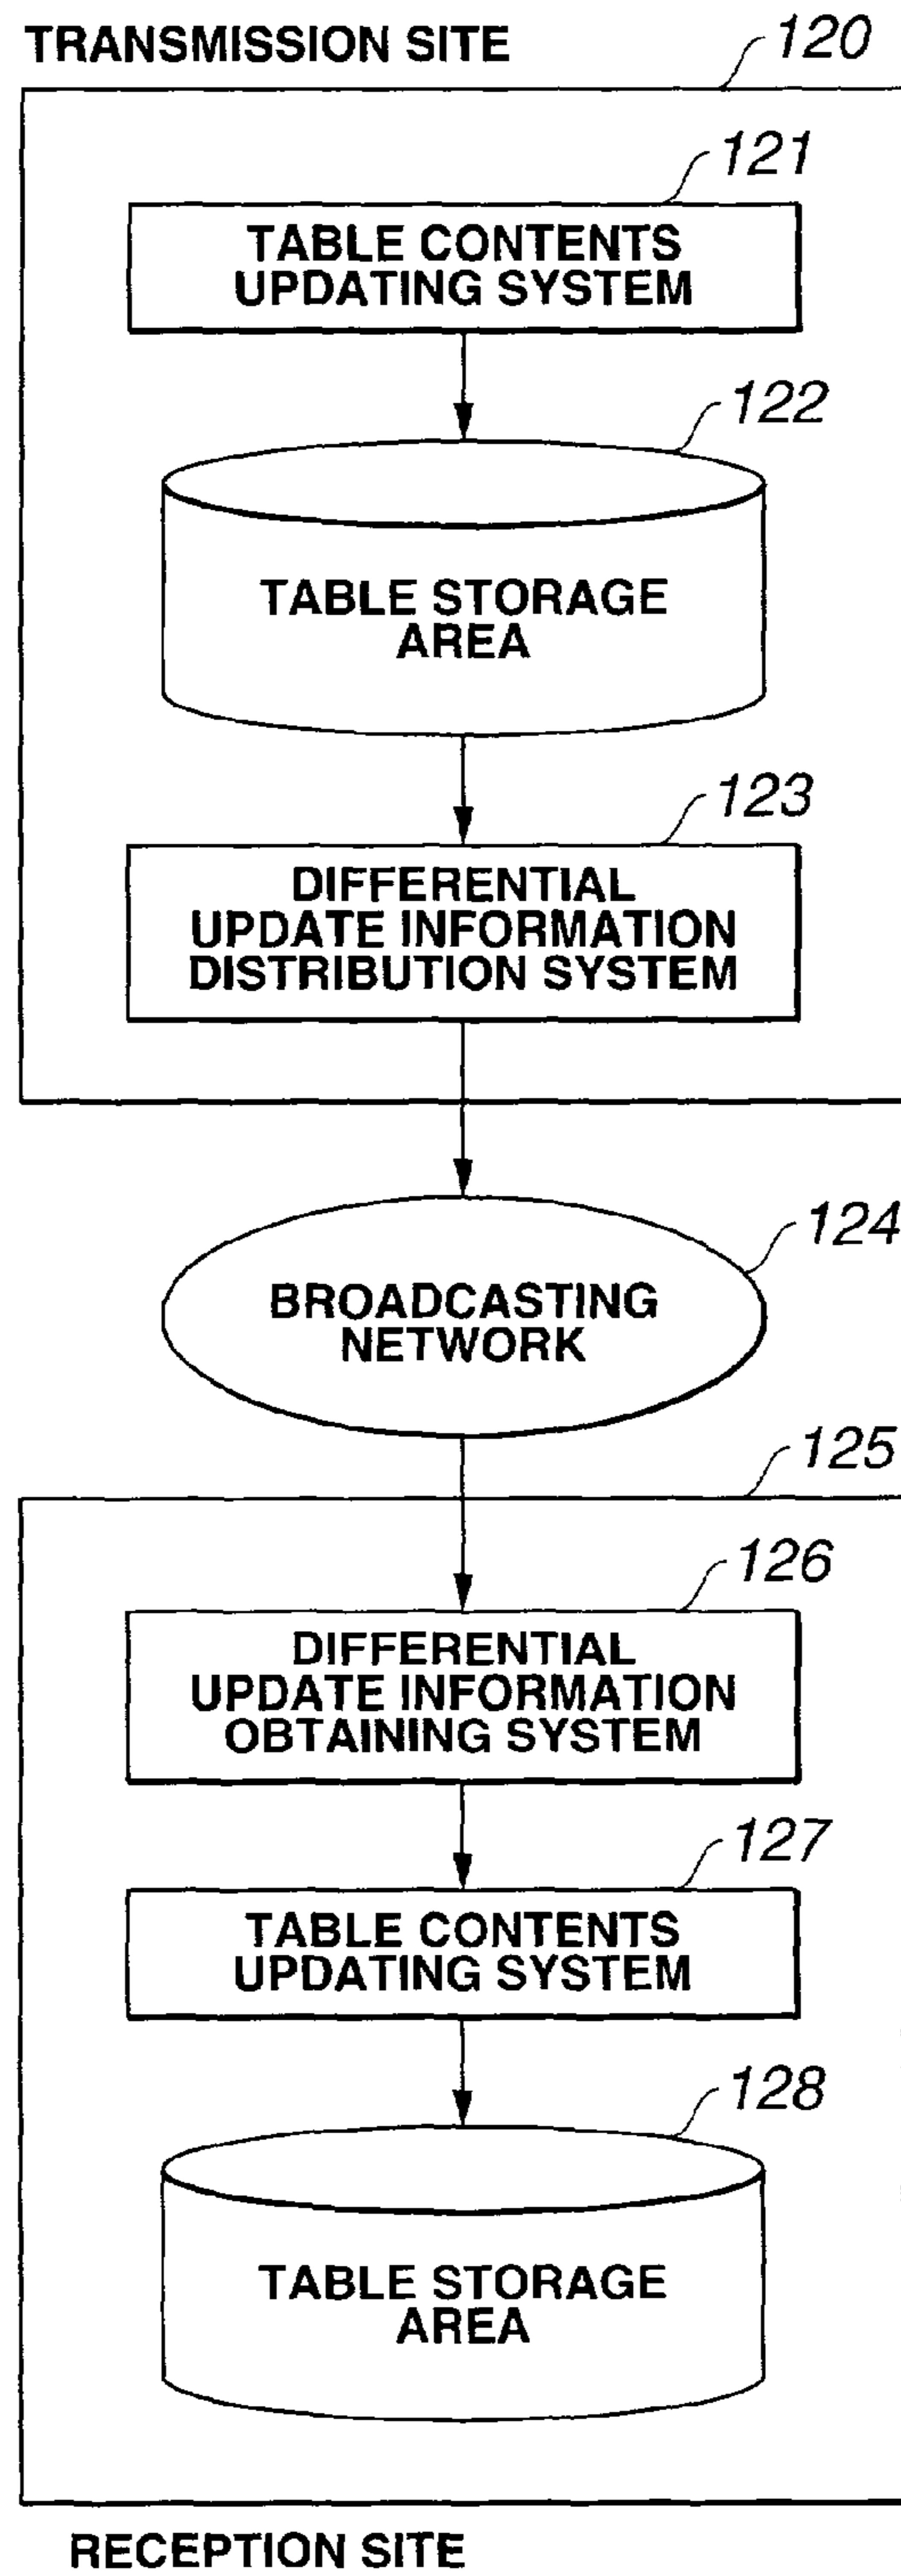 TRANSMISSION SITE
120
121
TABLE CONTENTS
UPDATING SYSTEM
122
TABLE STORAGE
AREA
123
DIFFERENTIAL
UPDATE INFORMATION
DISTRIBUTION SYSTEM
124
BROADCASTING
NETWORK
125
126
DIFFERENTIAL
UPDATE INFORMATION
OBTAINING SYSTEM
127
TABLE CONTENTS
UPDATING SYSTEM
128
TABLE STORAGE
AREA
RECEPTION SITE